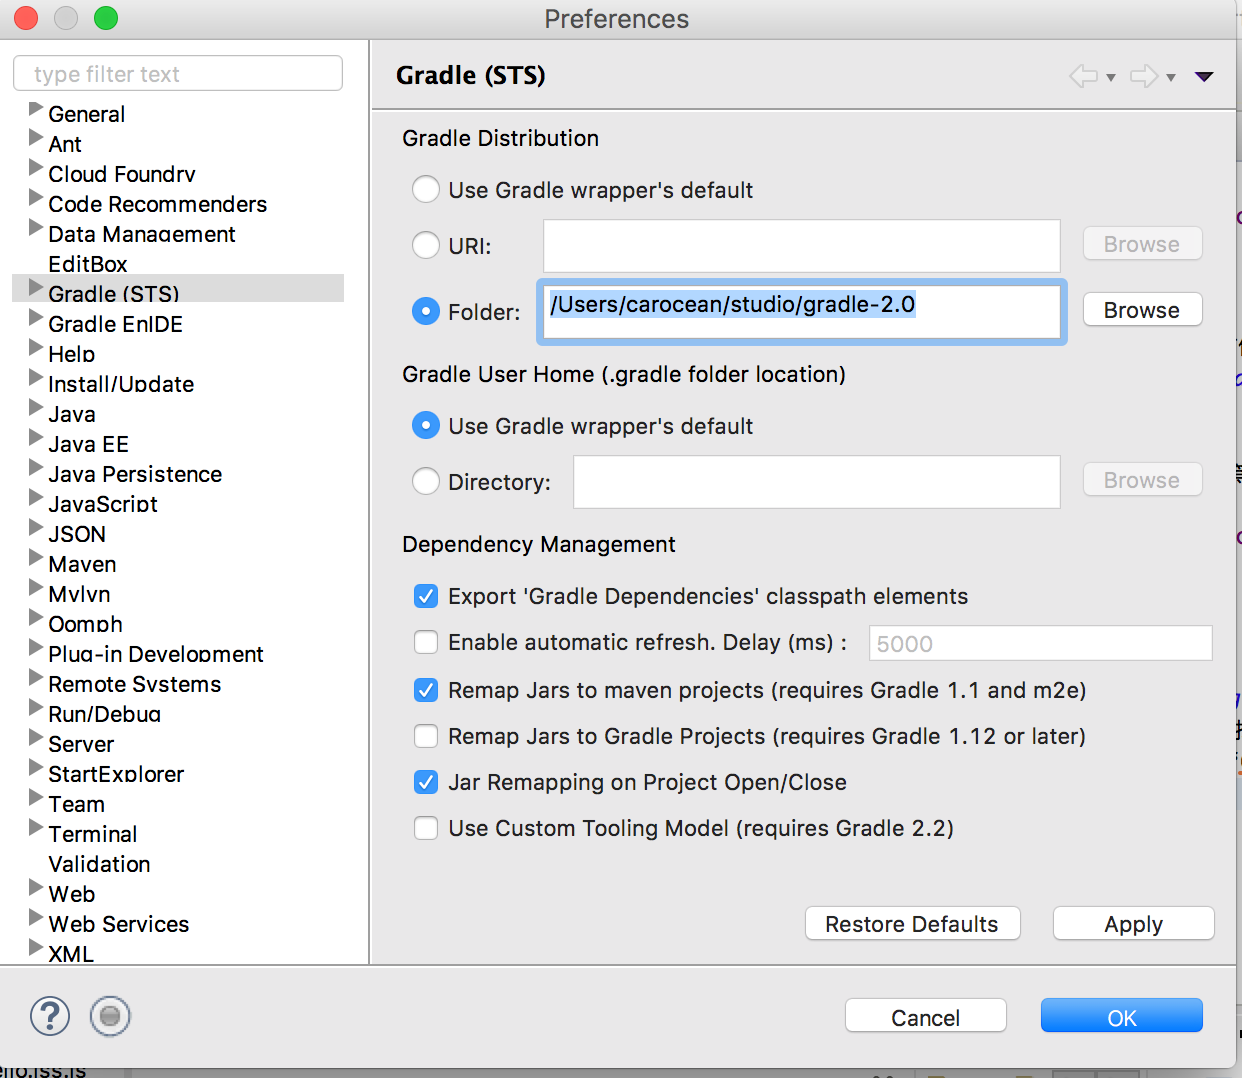 Preferences
type filter text
General
Ant
Cloud Foundry
Code Recommenders
Data Management
EditBox
Gradle (STS)
Gradle EnIDE
Help
Install/Update
Java
Java EE
Java Persistence
JavaScript
JSON
Maven
Mylyn
Oomph
Plug-in Development
Remote Systems
Run/Debug
Server
StartExplorer
Team
Terminal
Validation
Web
Web Services
XML
Gradle (STS)
Gradle Distribution
Use Gradle wrapper's default
URI:
Browse
Folder: /Users/carocean/studio/gradle-2.0 Browse
Gradle User Home (.gradle folder location)
Use Gradle wrapper's default
Directory:
Browse
Dependency Management
Export 'Gradle Dependencies' classpath elements
Enable automatic refresh. Delay (ms) : 5000
Remap Jars to maven projects (requires Gradle 1.1 and m2e)
Remap Jars to Gradle Projects (requires Gradle 1.12 or later)
Jar Remapping on Project Open/Close
Use Custom Tooling Model (requires Gradle 2.2)
Restore Defaults Apply
? Cancel OK